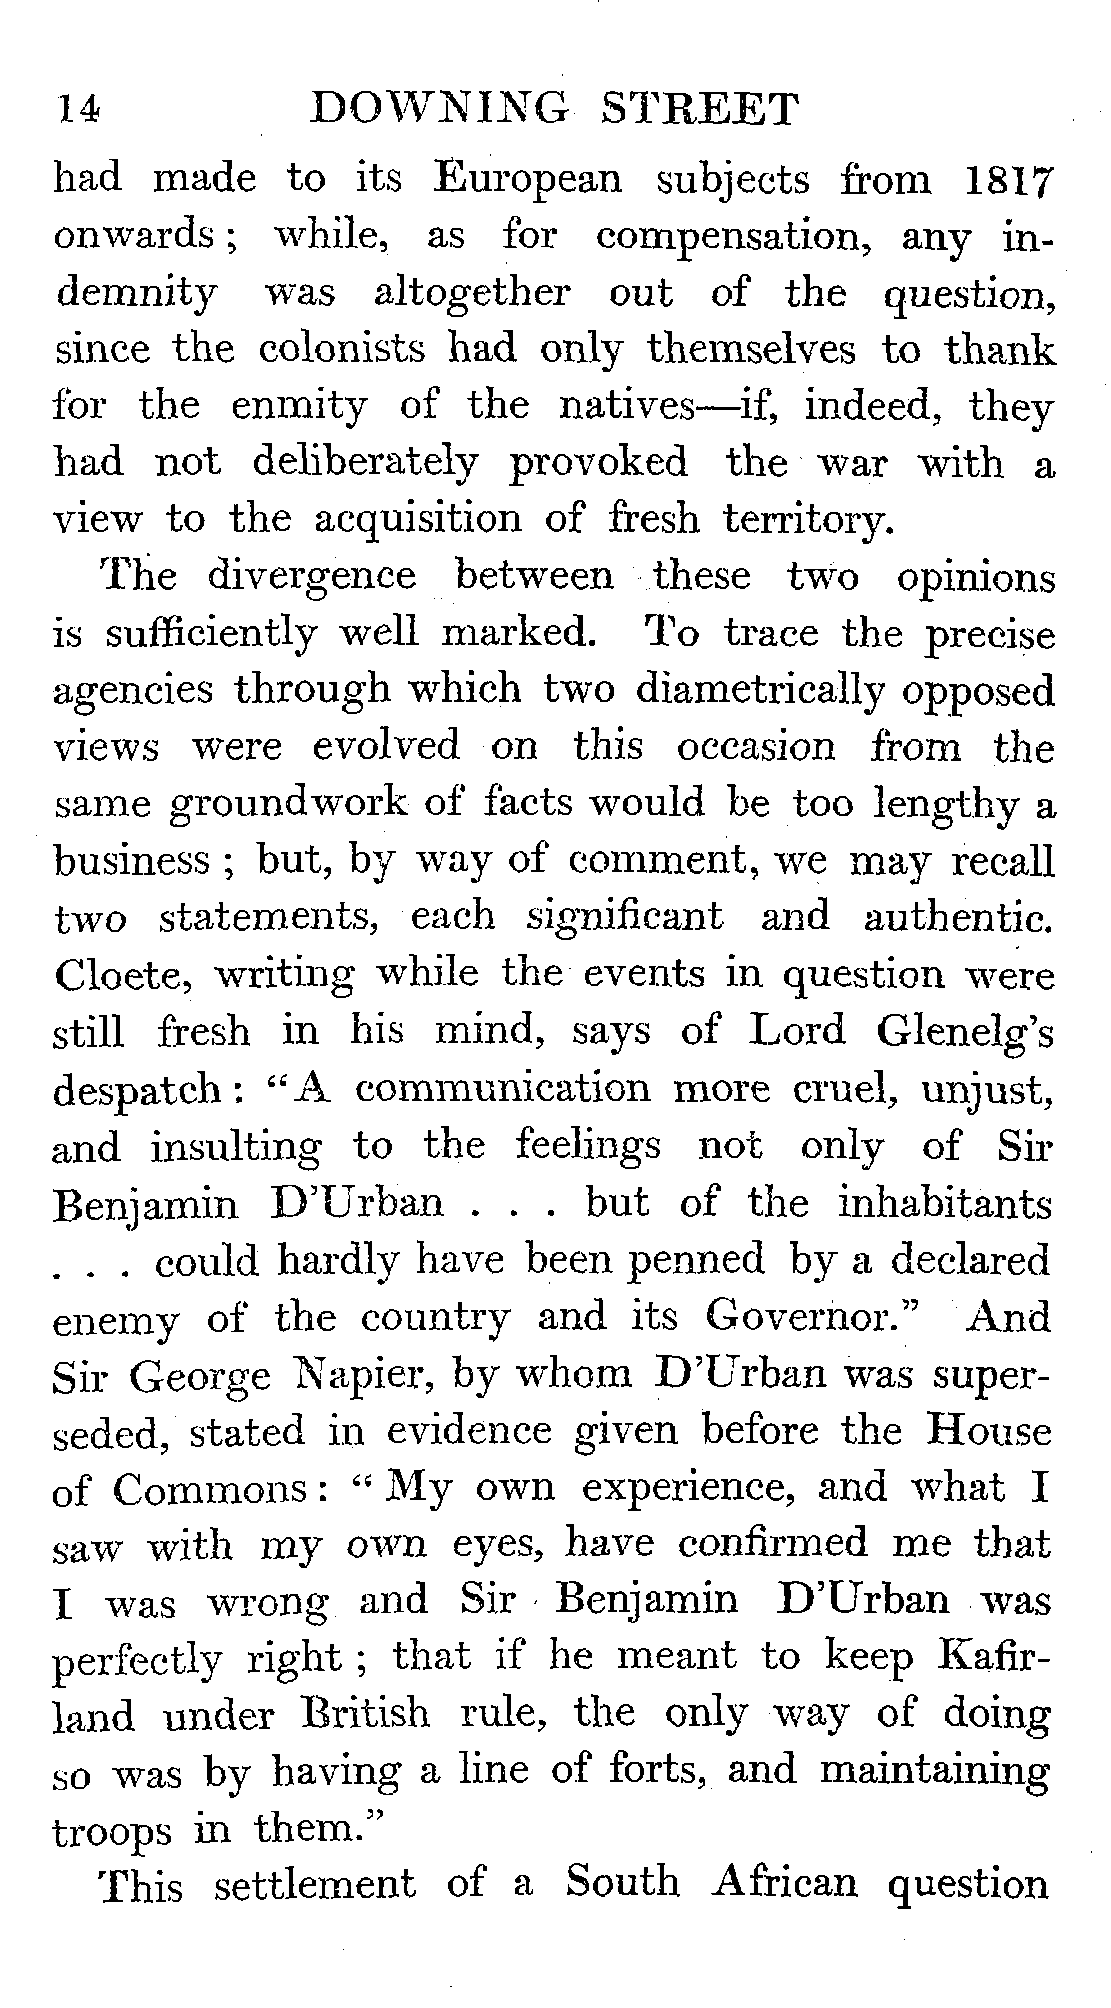 14 DOWNING STREET
had made to its European subjects from 1817
onwards ; while, as for compensation, any in-
demnity was altogether out of the question,
since the colonists had only themselves to thank
for the enmity of the natives—if, indeed, they
had not deliberately provoked the war with a
view to the acquisition of fresh territory.
The divergence between these two opinions
is sufficiently well marked. To trace the precise
agencies through which two diametrically opposed
views were evolved on this occasion from the
same groundwork of facts would be too lengthy a
business ; but, by way of comment, we may recall
two statements, each significant and authentic.
Cloete, writing while the events in question were
still fresh in his mind, says of Lord Glenelg's
despatch : “A communication more cruel, unjust,
and insulting to the feelings not only of Sir
Benjamin D'Urban . . . but of the inhabitants
. . . could hardly have been penned by a declared
enemy of the country and its Governor.” And
Sir George Napier, by whom D'Urban was super-
seded, stated in evidence given before the House
of Commons : “ My own experience, and what I
saw with my own eyes, have confirmed me that
I was wrong and Sir Benjamin D'Urban was
perfectly right ; that if he meant to keep Kafir-
land under British rule, the only way of doing
so was by having a line of forts, and maintaining
troops in them.”
This settlement of a South African question